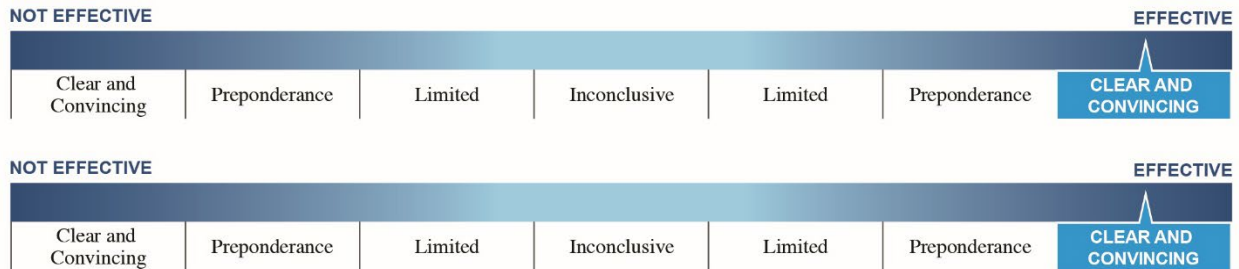 NOT EFFECTIVE EFFECTIVE
Clear and Convincing Preponderance Limited Inconclusive Limited Preponderance CLEAR AND CONVINCING
NOT EFFECTIVE EFFECTIVE
Clear and Convincing Preponderance Limited Inconclusive Limited Preponderance CLEAR AND CONVINCING